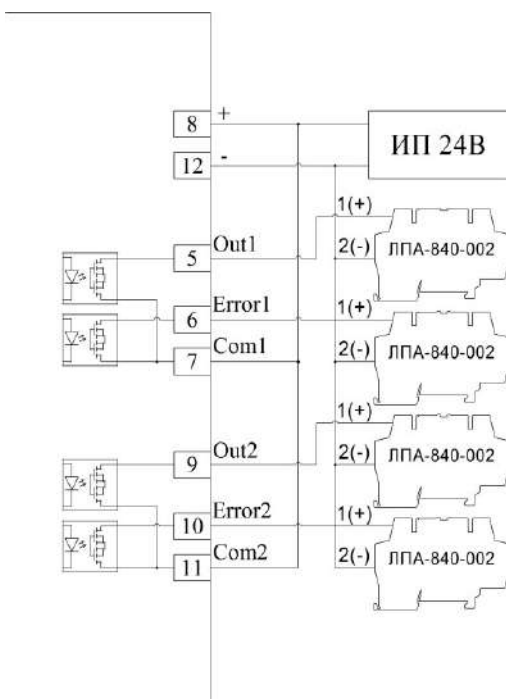 8 +
ИП 24В
12 -
1(+)
5 Out1
2(-) ЛПА-840-002
6 Error1
1(+)
7 Com1
2(-) ЛПА-840-002
1(+)
9 Out2
2(-) ЛПА-840-002
10 Error2
1(+)
11 Com2
2(-) ЛПА-840-002